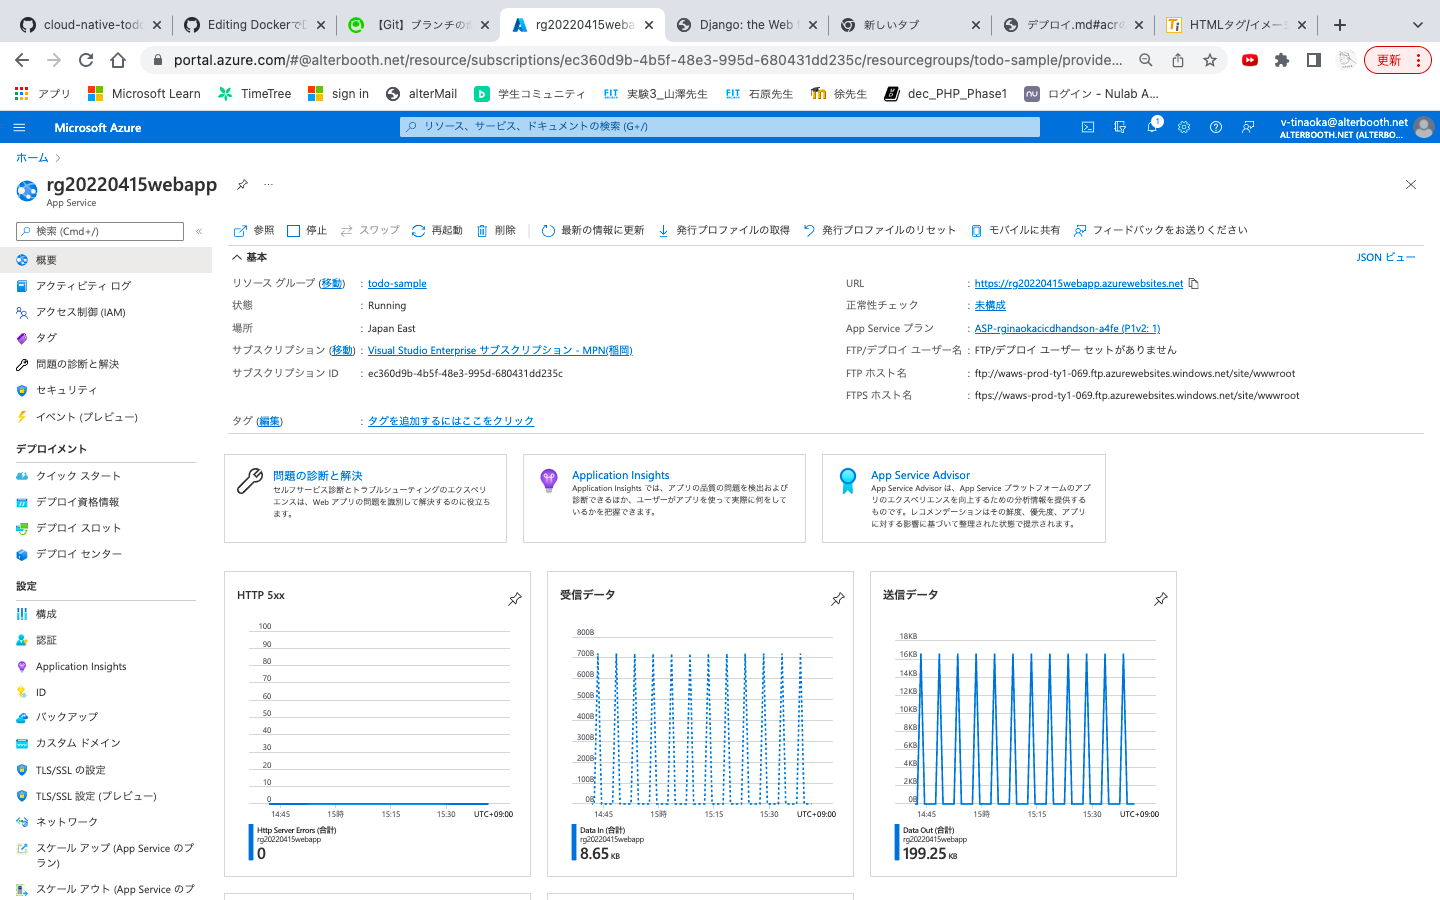 cloud-native-todo
Editing DockerでD
【Git】ブランチの
rg20220415weba
Django: the Web f
新しいタブ
デプロイ.md#acr
HTMLタグ/イメー
portal.azure.com/#@alterbooth.net/resource/subscriptions/ec360d9b-4b5f-48e3-995d-680431dd235c/resourcegroups/todo-sample/provide...
更新
アプリ
Microsoft Learn
TimeTree
sign in
alterMail
学生コミュニティ
FIT 実験3_山澤先生
FIT 石原先生
徐先生
dec_PHP_Phase1
ログイン - Nulab A...
Microsoft Azure
リソース、サービス、ドキュメントの検索 (G+/)
1
v-tinaoka@alterbooth.net
ALTERBOOTH.NET (ALTERBO...
ホーム
rg20220415webapp
...
App Service
検索 (Cmd+/)
«
概要
アクティビティ ログ
アクセス制御 (IAM)
タグ
問題の診断と解決
セキュリティ
イベント (プレビュー)
デプロイメント
クイック スタート
デプロイ資格情報
デプロイ スロット
デプロイ センター
設定
構成
認証
Application Insights
ID
バックアップ
カスタム ドメイン
TLS/SSL の設定
TLS/SSL 設定 (プレビュー)
ネットワーク
スケール アップ (App Service のプ
ラン)
スケール アウト (App Service のプ
参照
停止
スワップ
再起動
削除
最新の情報に更新
発行プロファイルの取得
発行プロファイルのリセット
モバイルに共有
フィードバックをお送りください
基本
JSON ビュー
リソース グループ (移動) : todo-sample
状態 : Running
場所 : Japan East
サブスクリプション (移動) : Visual Studio Enterprise サブスクリプション - MPN(稲岡)
サブスクリプション ID : ec360d9b-4b5f-48e3-995d-680431dd235c
タグ (編集) : タグを追加するにはここをクリック
URL : https://rg20220415webapp.azurewebsites.net
正常性チェック : 未構成
App Service プラン : ASP-rginaokacicdhandson-a4fe (P1v2: 1)
FTP/デプロイ ユーザー名 : FTP/デプロイ ユーザー セットがありません
FTP ホスト名 : ftp://waws-prod-ty1-069.ftp.azurewebsites.windows.net/site/wwwroot
FTPS ホスト名 : ftps://waws-prod-ty1-069.ftp.azurewebsites.windows.net/site/wwwroot
問題の診断と解決
セルフサービス診断とトラブルシューティングのエクスペリ
エンスは、Web アプリの問題を識別して解決するのに役立ち
ます。
Application Insights
Application Insights では、アプリの品質の問題を検出および
診断できるほか、ユーザーがアプリを使って実際に何をして
いるかを把握できます。
App Service Advisor
App Service Advisor は、App Service プラットフォームのアプ
リのエクスペリエンスを向上するための分析情報を提供する
ものです。レコメンデーションはその鮮度、優先度、アプリ
に対する影響に基づいて整理された状態で提示されます。
HTTP 5xx
100
90
80
70
60
50
40
30
20
10
0
14:45 15時 15:15 15:30 UTC+09:00
Http Server Errors (合計)
rg20220415webapp
0
受信データ
800B
700B
600B
500B
400B
300B
200B
100B
0B
14:45 15時 15:15 15:30 UTC+09:00
Data In (合計)
rg20220415webapp
8.65 KB
送信データ
18KB
16KB
14KB
12KB
10KB
8KB
6KB
4KB
2KB
0B
14:45 15時 15:15 15:30 UTC+09:00
Data Out (合計)
rg20220415webapp
199.25 KB